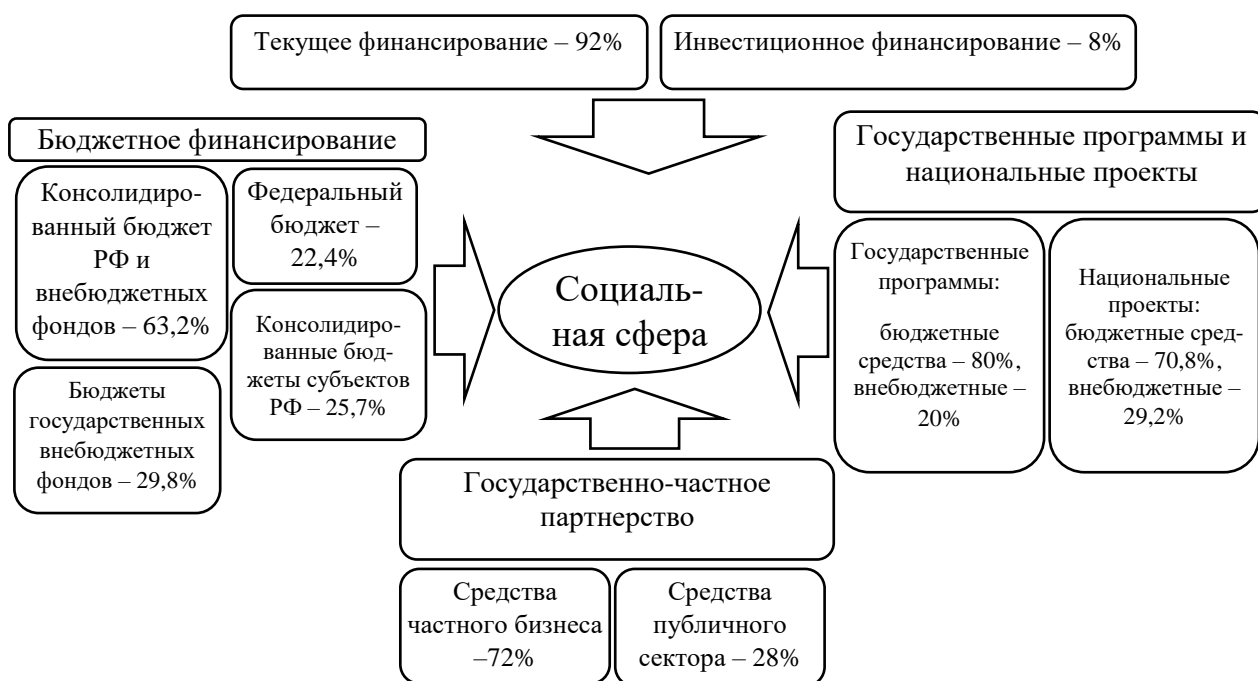 Текущее финансирование – 92%
Инвестиционное финансирование – 8%
Бюджетное финансирование
Консолидиро-
ванный бюджет
РФ и
внебюджетных
фондов – 63,2%
Федеральный
бюджет –
22,4%
Консолидиро-
ванные бюд-
жеты субъектов
РФ – 25,7%
Бюджеты
государственных
внебюджетных
фондов – 29,8%
Социаль-
ная сфера
Государственные программы и
национальные проекты
Государственные
программы:
бюджетные
средства – 80%,
внебюджетные –
20%
Национальные
проекты:
бюджетные сред-
ства – 70,8%,
внебюджетные –
29,2%
Государственно-частное
партнерство
Средства
частного бизнеса
–72%
Средства
публичного
сектора – 28%